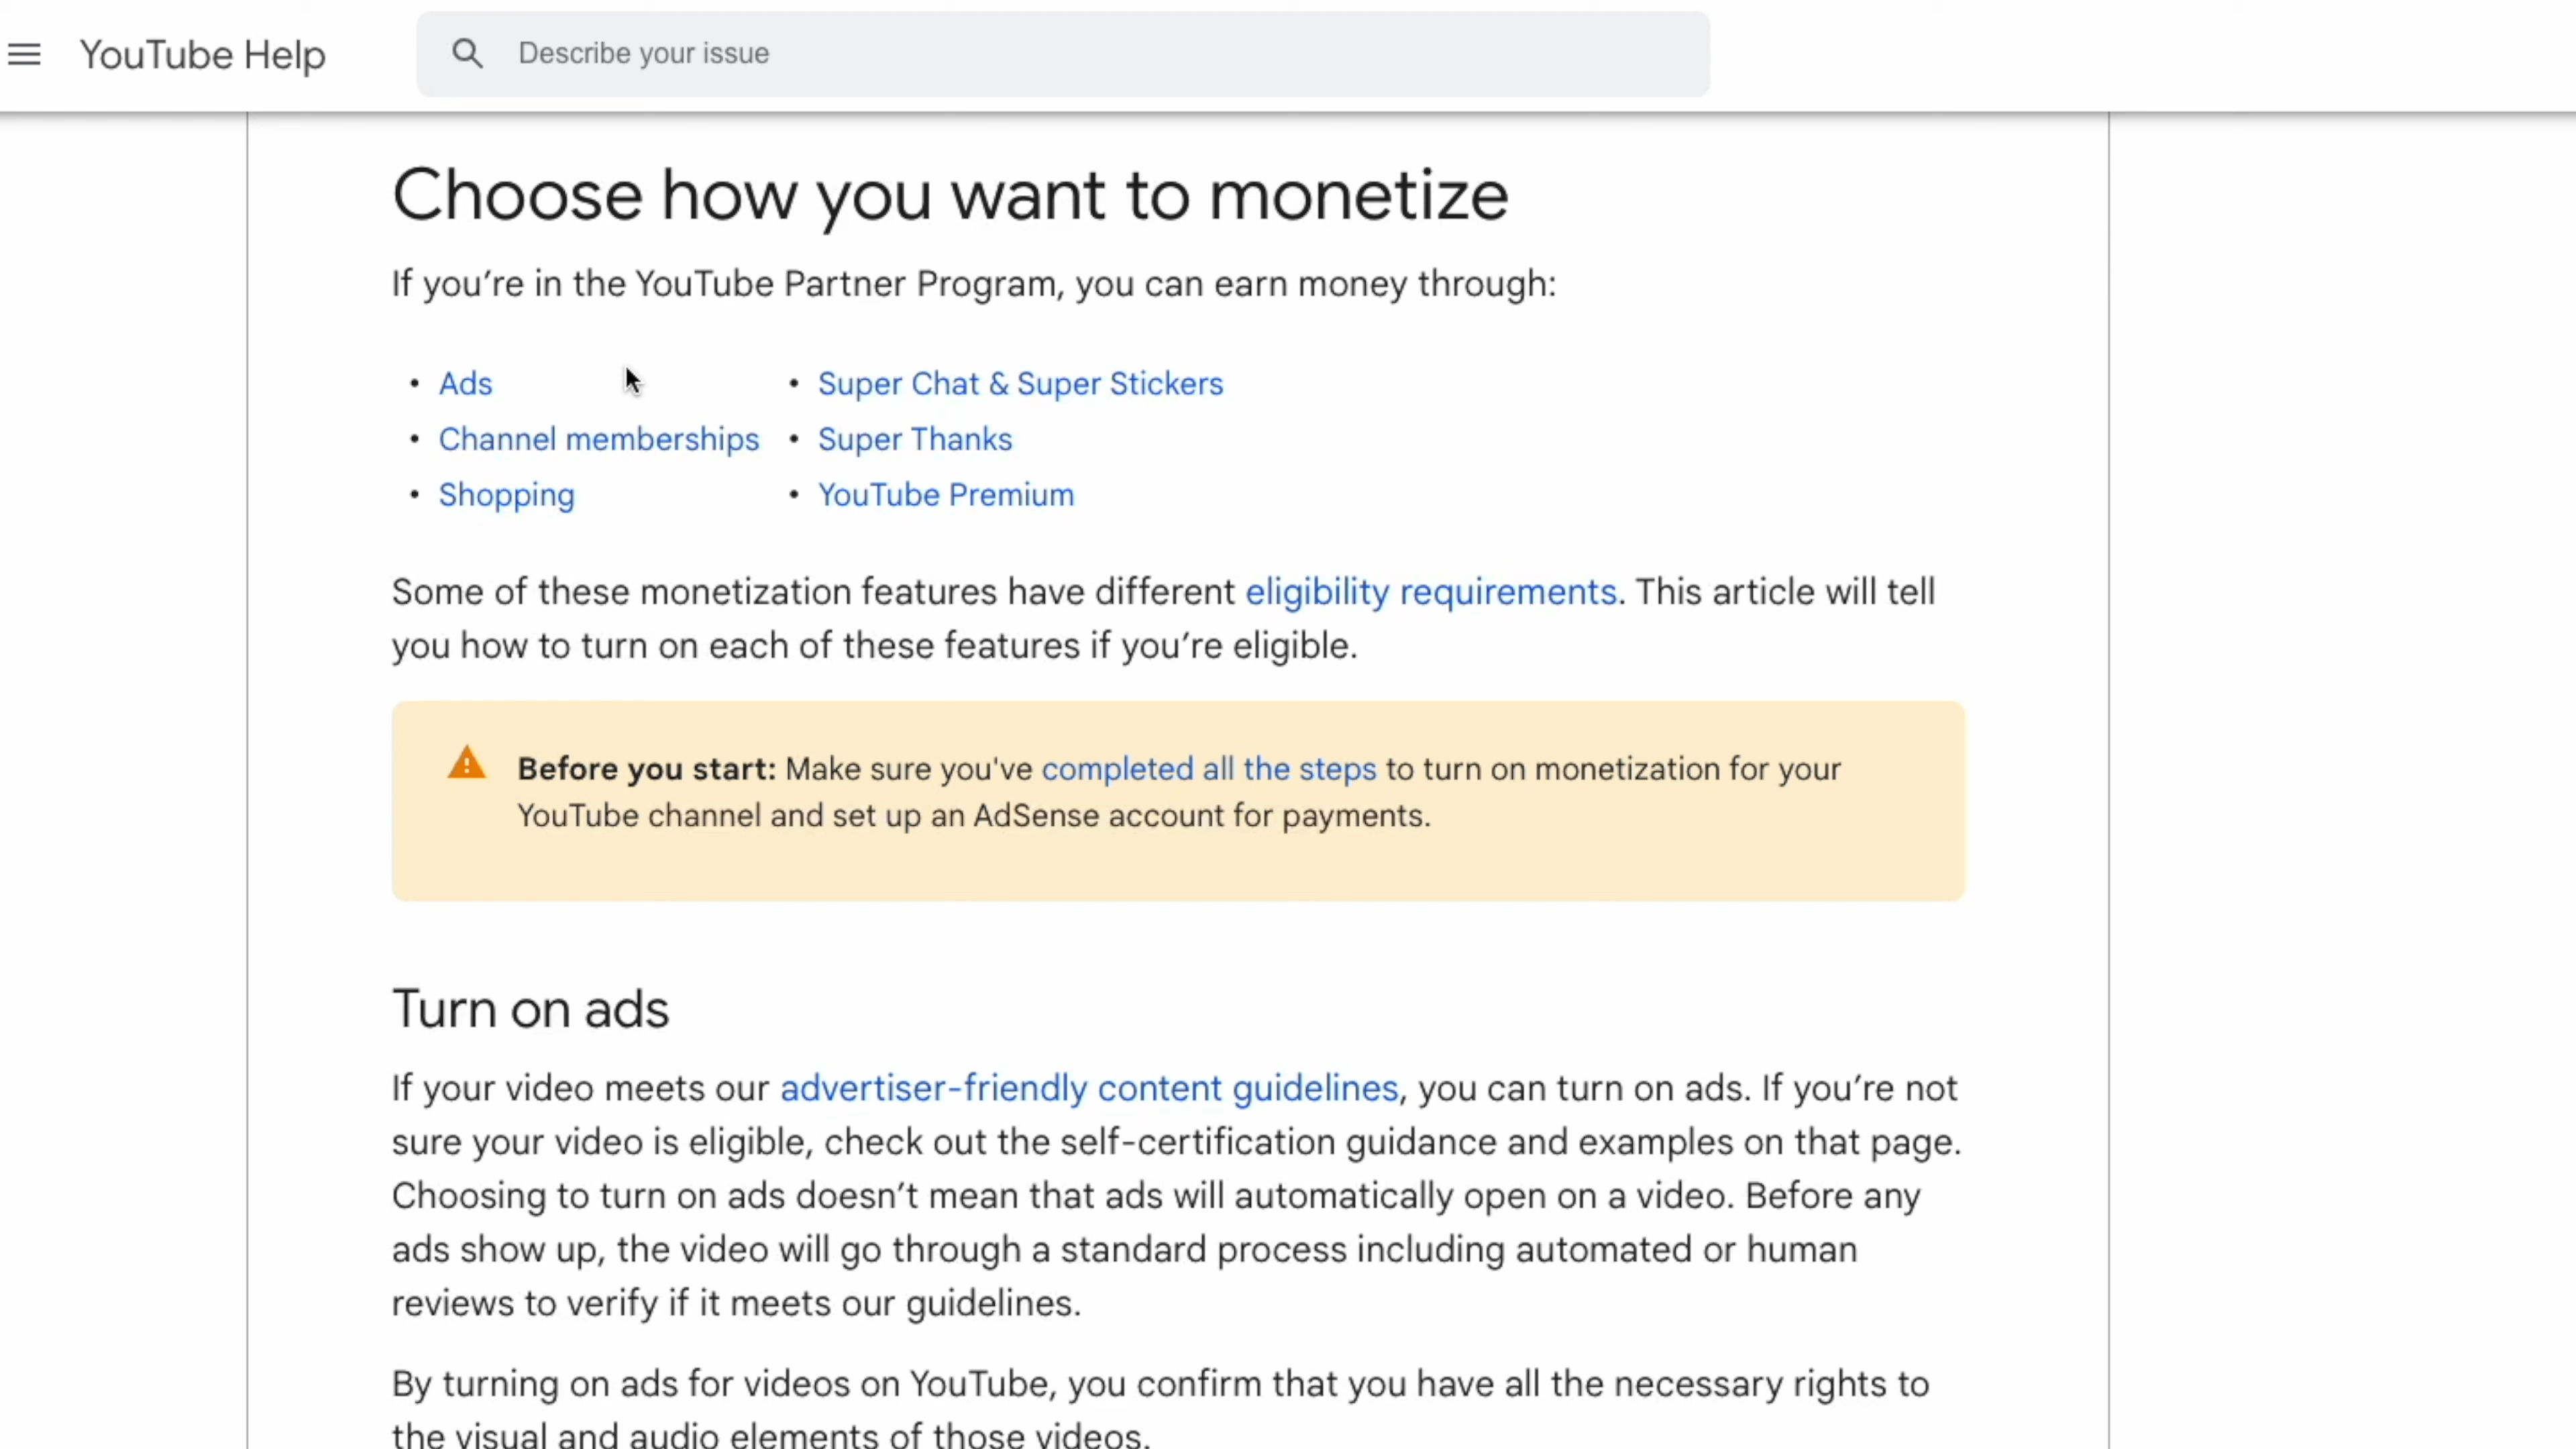 YouTube Help
Describe your issue
Choose how you want to monetize
If you’re in the YouTube Partner Program, you can earn money through:
• Ads
• Channel memberships
• Shopping
• Super Chat & Super Stickers
• Super Thanks
• YouTube Premium
Some of these monetization features have different eligibility requirements. This article will tell
you how to turn on each of these features if you’re eligible.
Before you start: Make sure you've completed all the steps to turn on monetization for your
YouTube channel and set up an AdSense account for payments.
Turn on ads
If your video meets our advertiser-friendly content guidelines, you can turn on ads. If you’re not
sure your video is eligible, check out the self-certification guidance and examples on that page.
Choosing to turn on ads doesn’t mean that ads will automatically open on a video. Before any
ads show up, the video will go through a standard process including automated or human
reviews to verify if it meets our guidelines.
By turning on ads for videos on YouTube, you confirm that you have all the necessary rights to
the visual and audio elements of those videos.